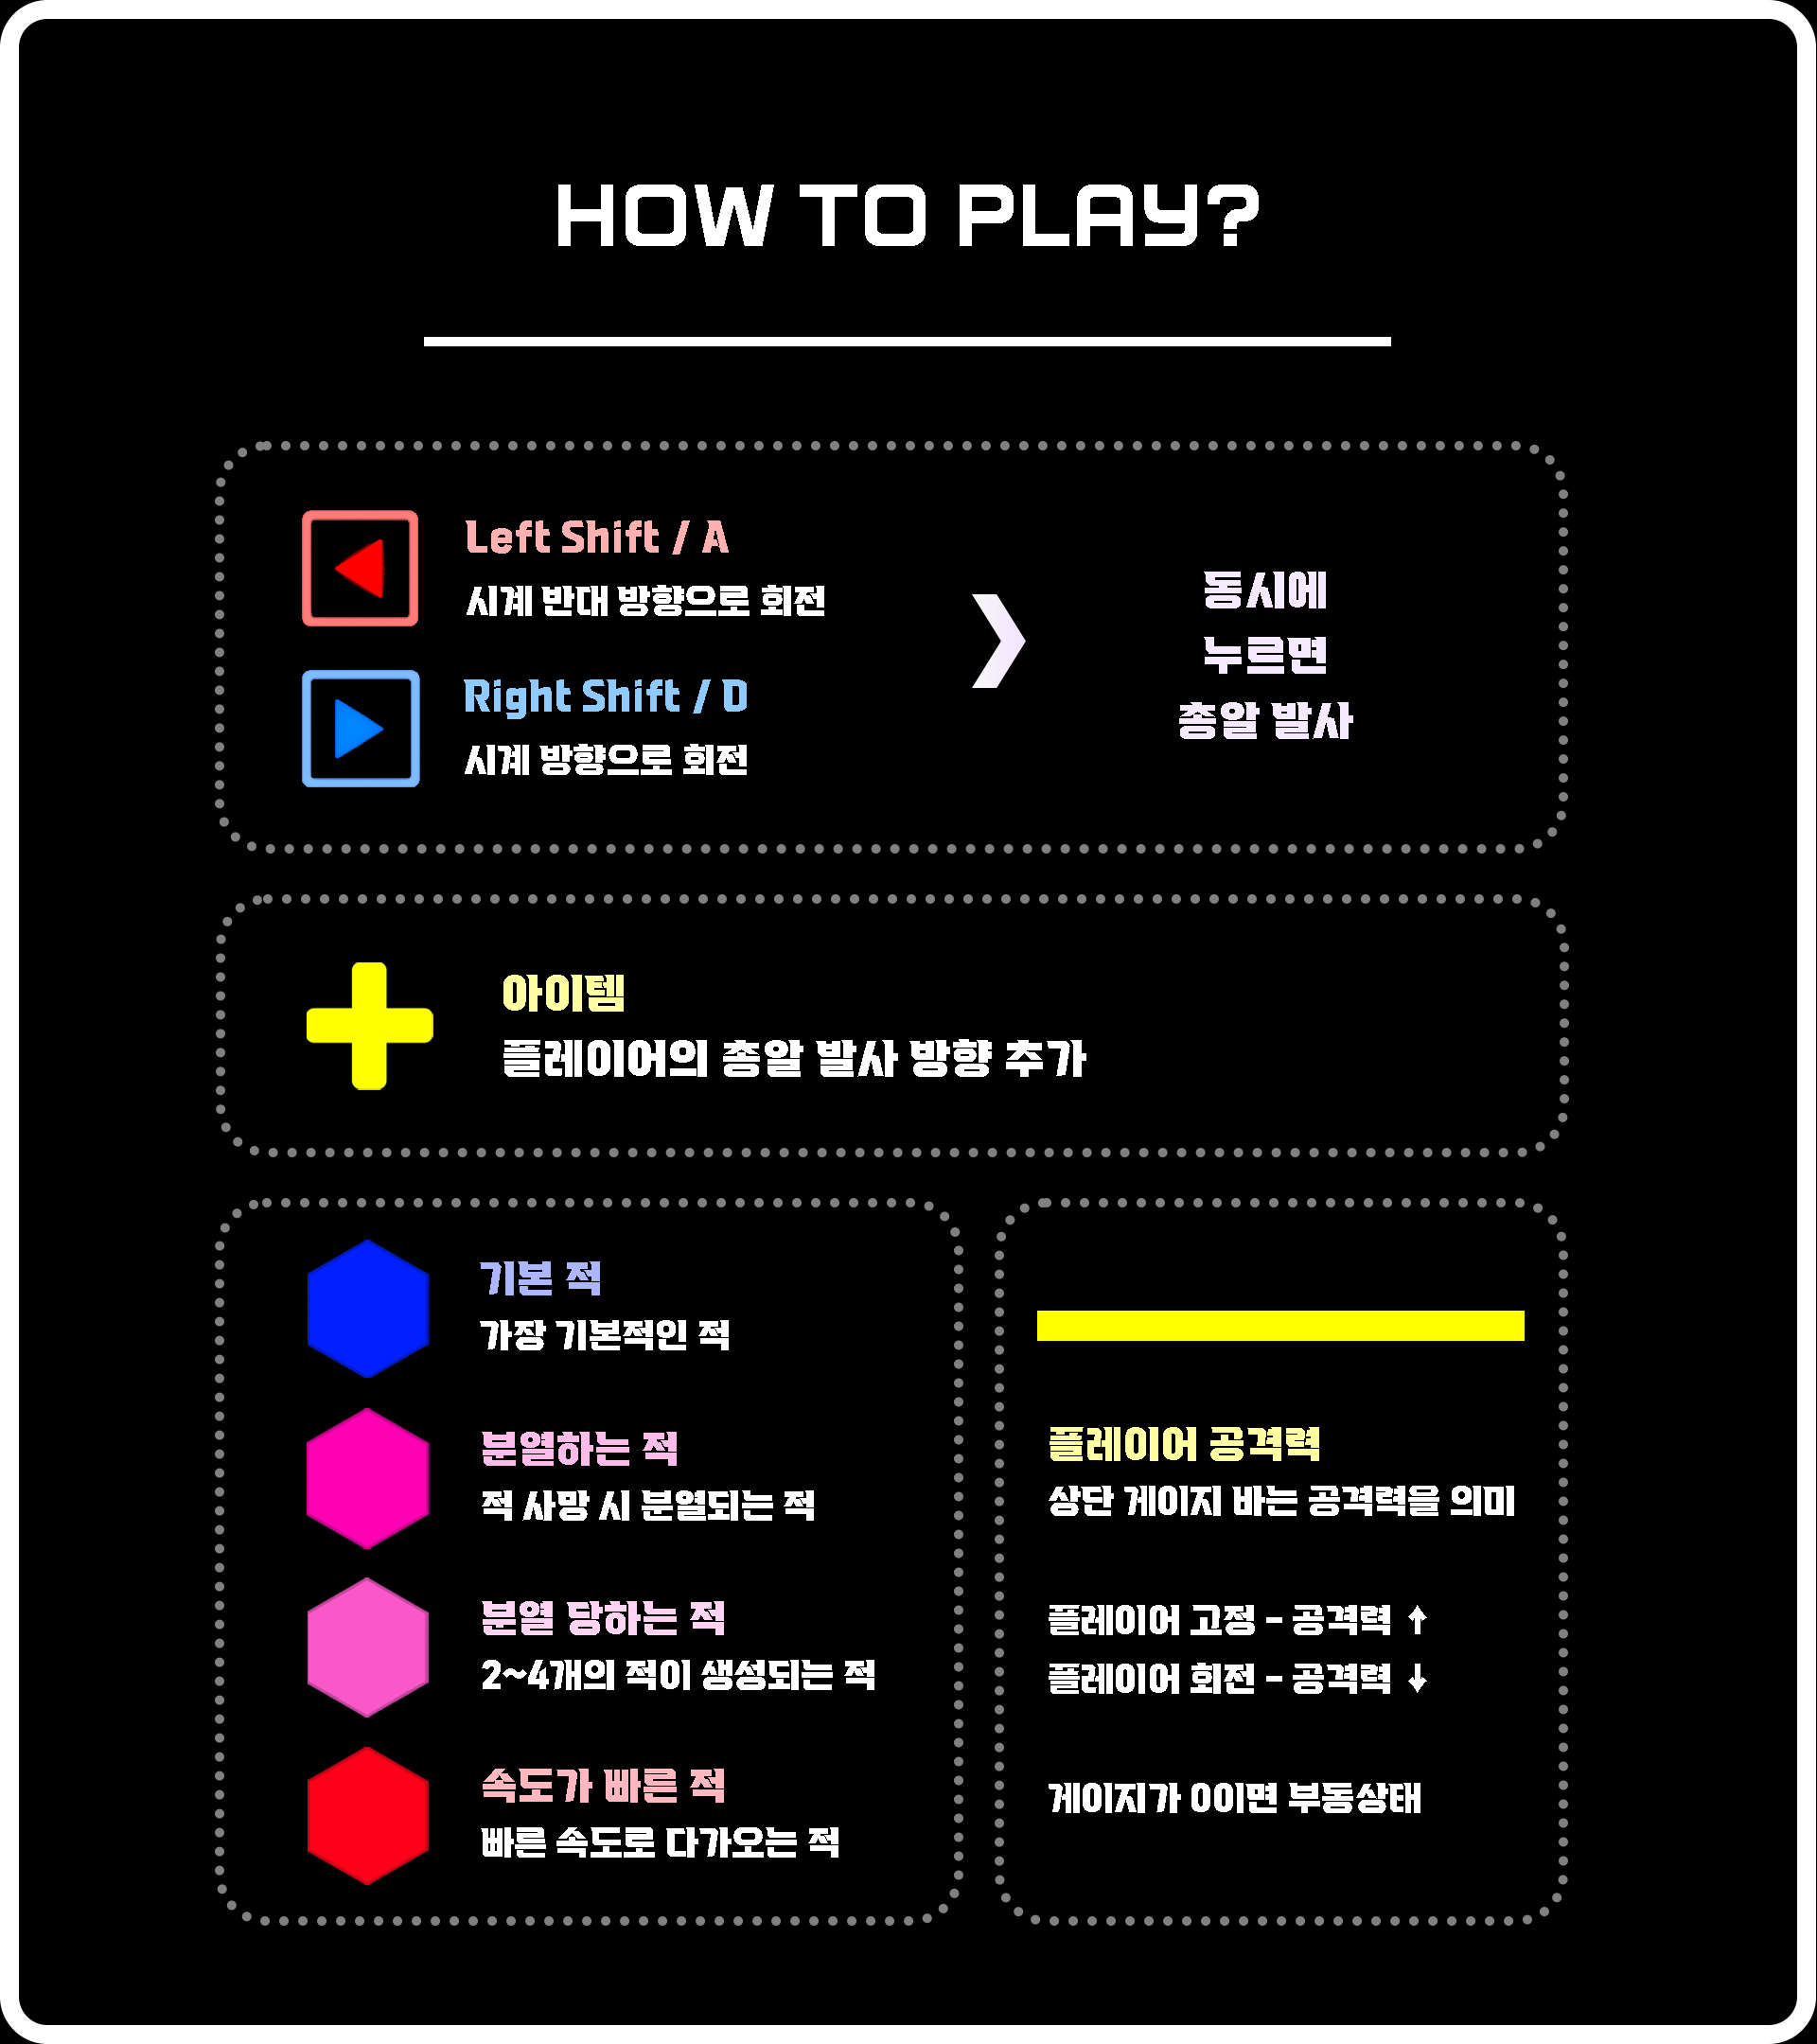 HOW TO PLAY?
Left Shift / A
시계 반대 방향으로 회전
Right Shift / D
시계 방향으로 회전
동시에
누르면
총알 발사
아이템
플레이어의 총알 발사 방향 추가
기본 적
가장 기본적인 적
분열하는 적
적 사망 시 분열되는 적
분열 당하는 적
2~4개의 적이 생성되는 적
속도가 빠른 적
빠른 속도로 다가오는 적
플레이어 공격력
상단 게이지 바는 공격력을 의미
플레이어 고정 - 공격력 ↑
플레이어 회전 - 공격력 ↓
게이지가 0이면 부동상태